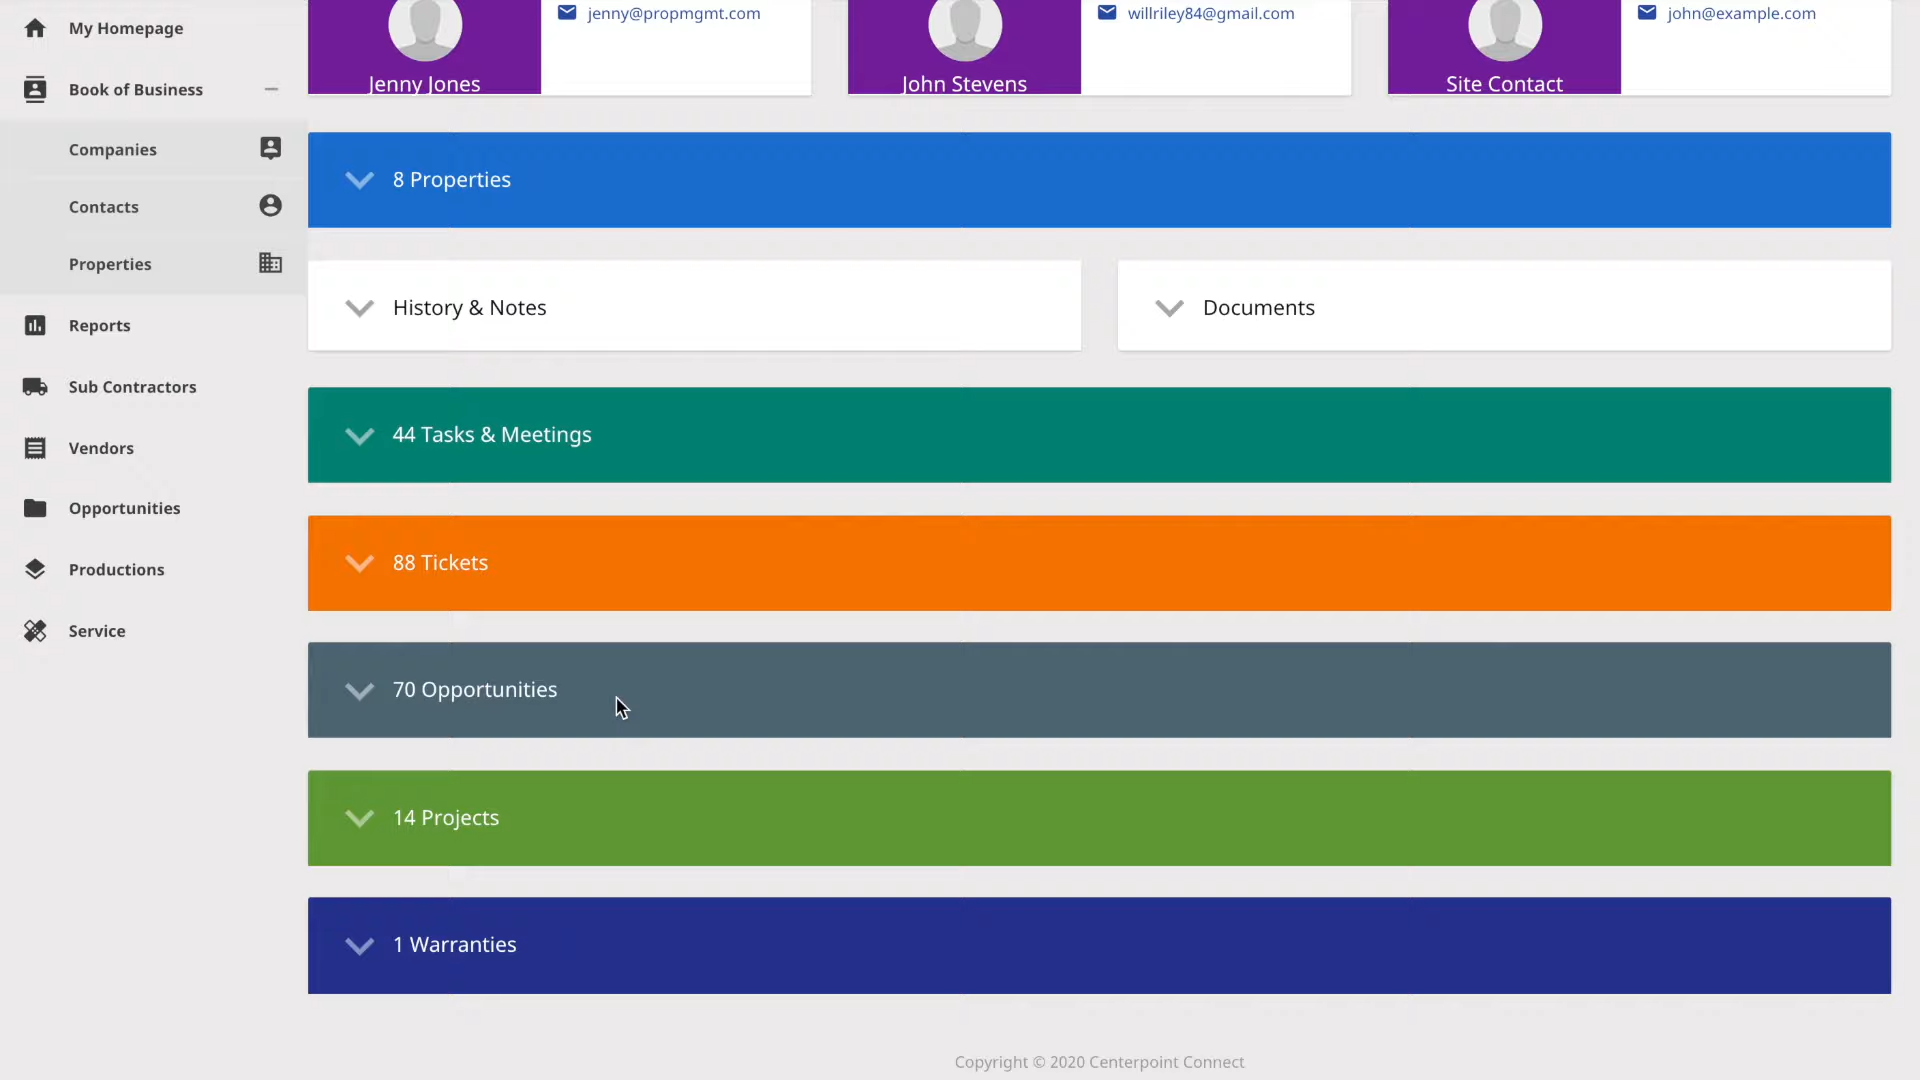 My Homepage
Book of Business
Companies
Contacts
Properties
Reports
Sub Contractors
Vendors
Opportunities
Productions
Service
Jenny Jones
jenny@propmgmt.com
John Stevens
willriley84@gmail.com
Site Contact
john@example.com
8 Properties
History & Notes
Documents
44 Tasks & Meetings
88 Tickets
70 Opportunities
14 Projects
1 Warranties
Copyright © 2020 Centerpoint Connect